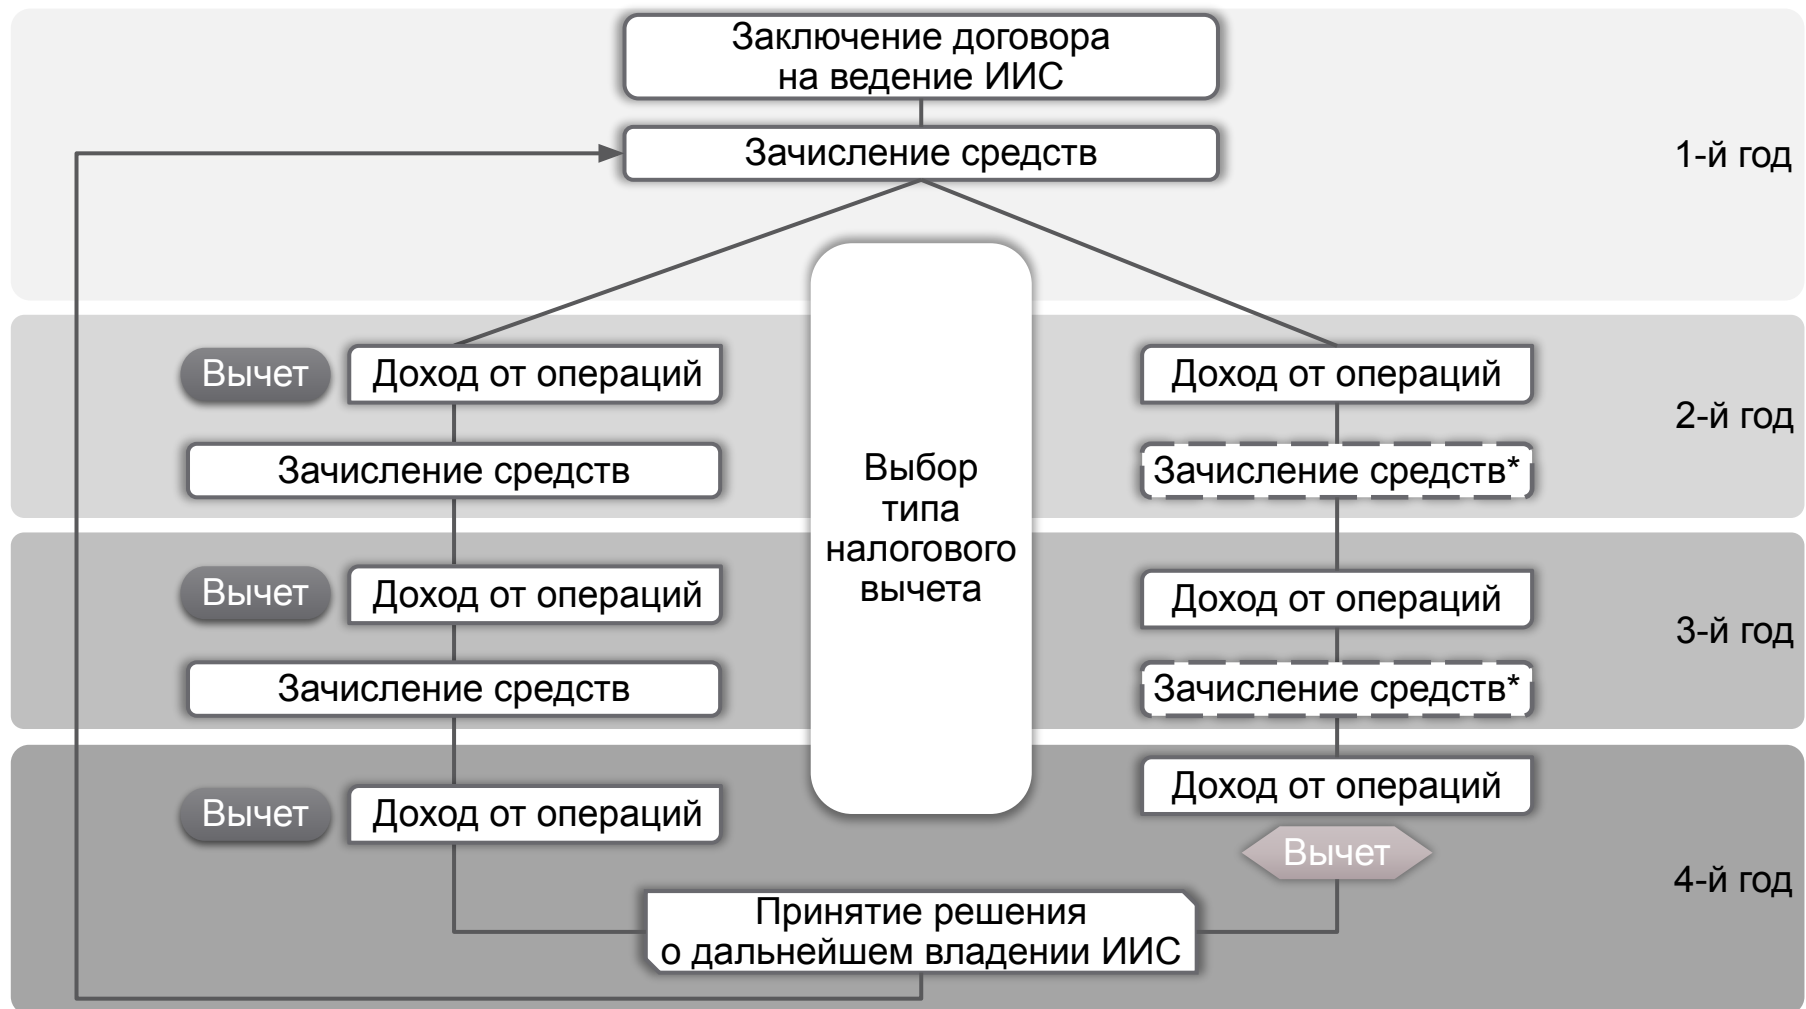 Заключение договора
на ведение ИИС
Зачисление средств
1-й год
Вычет
Доход от операций
Доход от операций
2-й год
Зачисление средств
Зачисление средств*
Выбор
типа
налогового
вычета
Вычет
Доход от операций
Доход от операций
3-й год
Зачисление средств
Зачисление средств*
Вычет
Доход от операций
Доход от операций
Вычет
4-й год
Принятие решения
о дальнейшем владении ИИС